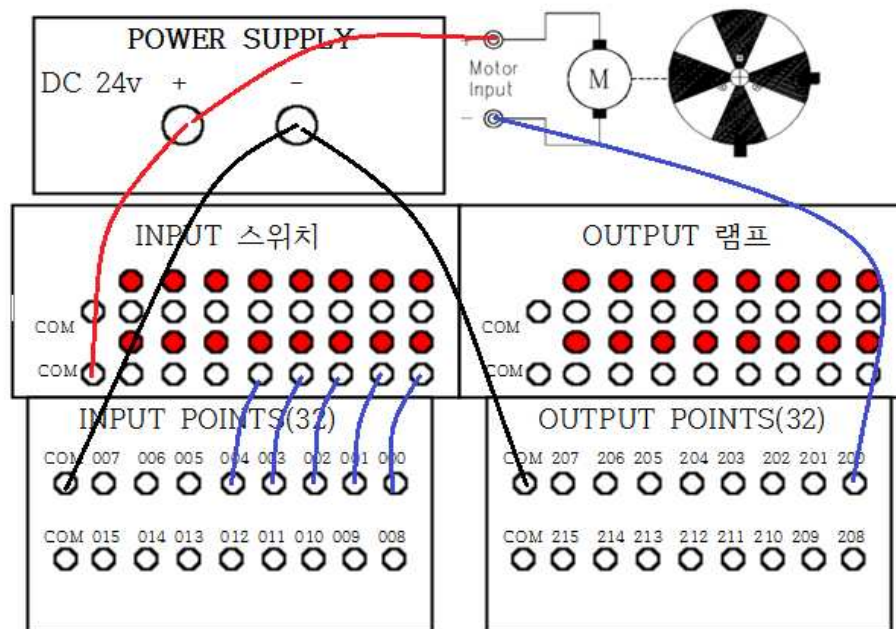 POWER SUPPLY
DC 24v + -
+
Motor
Input
-
M
INPUT 스위치
COM
COM
OUTPUT 램프
COM
COM
INPUT POINTS(32)
COM 007 006 005 004 003 002 001 000
COM 015 014 013 012 011 010 009 008
OUTPUT POINTS(32)
COM 207 206 205 204 203 202 201 200
COM 215 214 213 212 211 210 209 208